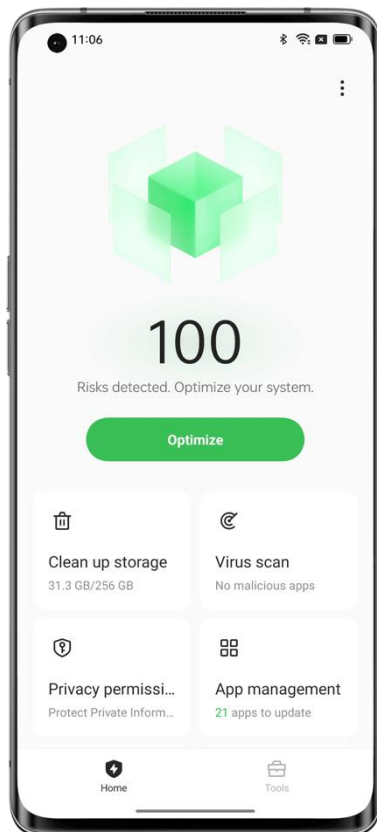 11:06
100
Risks detected. Optimize your system.
Optimize
Clean up storage
31.3 GB/256 GB
Virus scan
No malicious apps
Privacy permissi...
Protect Private Inform...
App management
21 apps to update
Home
Tools